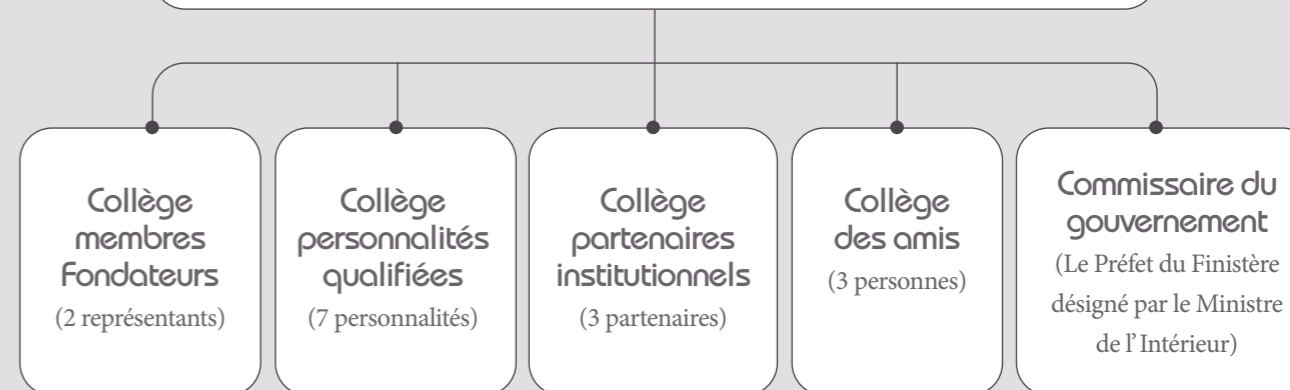 Collège
membres
Fondateurs
(2 représentants)
Collège
personnalités
qualifiées
(7 personnalités)
Collège
partenaires
institutionnels
(3 partenaires)
Collège
des amis
(3 personnes)
Commissaire du
gouvernement
(Le Préfet du Finistère
désigné par le Ministre
de l’Intérieur)